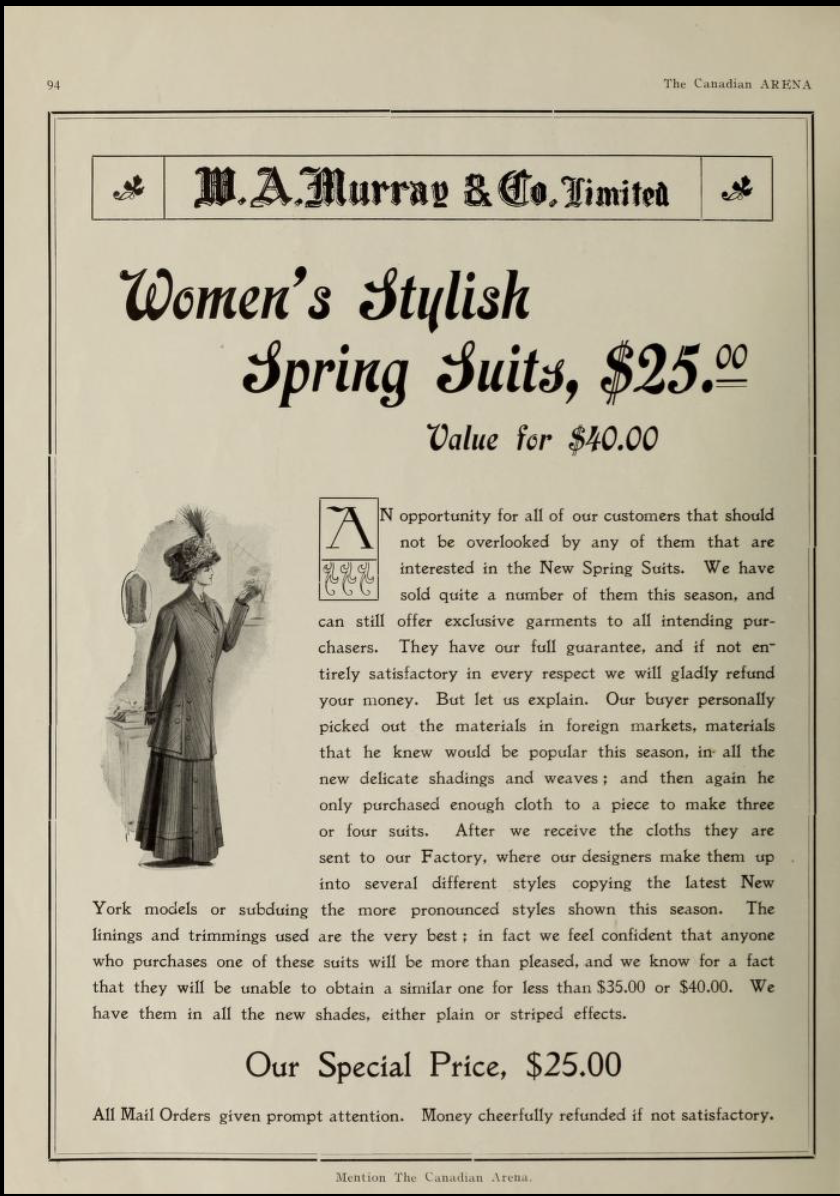 94
The Canadian ARENA
W.A. Murray & Co. Limited
Women's Stylish
Spring Suits, $25.00
Value for $40.00
AN opportunity for all of our customers that should
not be overlooked by any of them that are
interested in the New Spring Suits. We have
sold quite a number of them this season, and
can still offer exclusive garments to all intending pur-
chasers. They have our full guarantee, and if not en-
tirely satisfactory in every respect we will gladly refund
your money. But let us explain. Our buyer personally
picked out the materials in foreign markets, materials
that he knew would be popular this season, in all the
new delicate shadings and weaves; and then again he
only purchased enough cloth to a piece to make three
or four suits. After we receive the cloths they are
sent to our Factory, where our designers make them up
into several different styles copying the latest New
York models or subduing the more pronounced styles shown this season. The
linings and trimmings used are the very best; in fact we feel confident that anyone
who purchases one of these suits will be more than pleased, and we know for a fact
that they will be unable to obtain a similar one for less than $35.00 or $40.00. We
have them in all the new shades, either plain or striped effects.
Our Special Price, $25.00
All Mail Orders given prompt attention. Money cheerfully refunded if not satisfactory.
Mention The Canadian Arena.